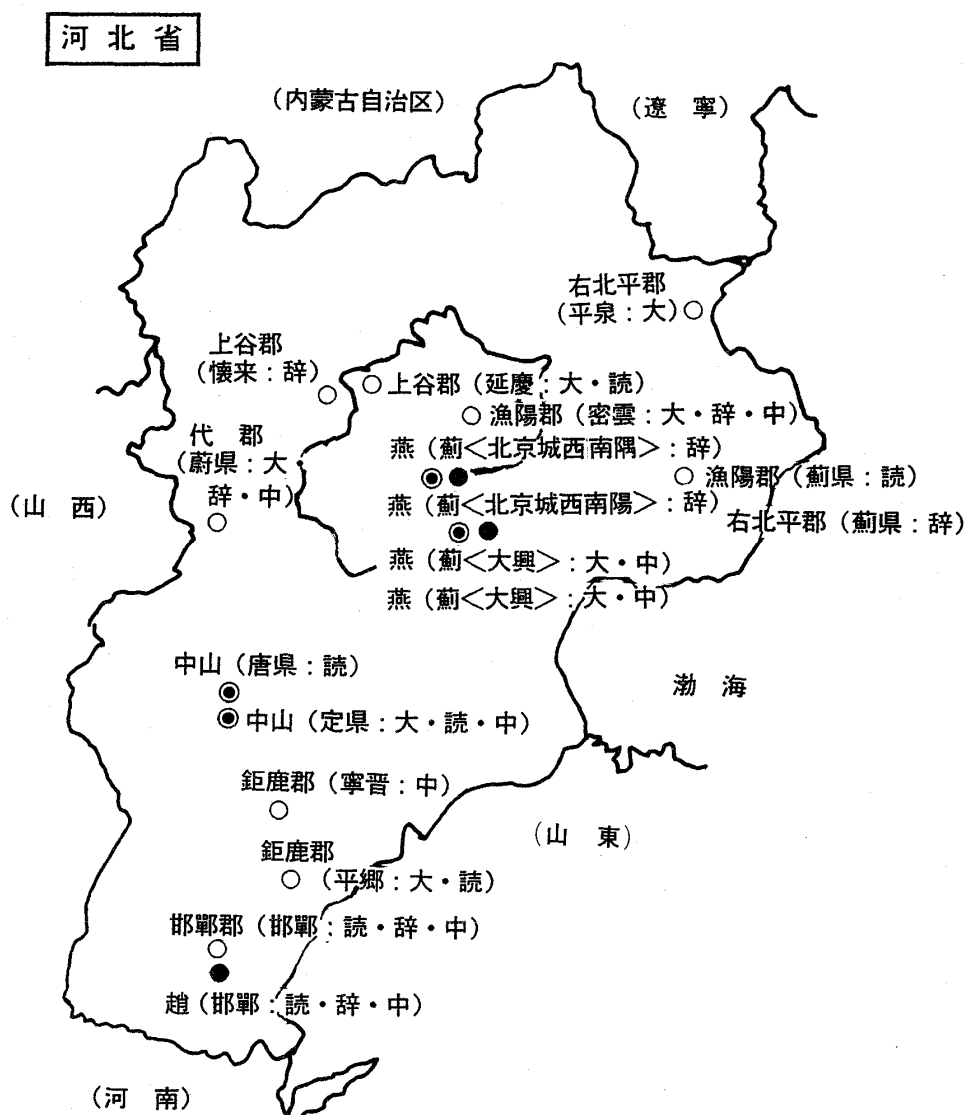 河北省
(内蒙古自治区)
(遼 寧)
右北平郡
(平泉:大)
上谷郡
(懐来:辞)
上谷郡(延慶:大・読)
漁陽郡(密雲:大・辞・中)
代 郡
(蔚県:大・
辞・中)
燕(薊<北京城西南隅>:辞)
漁陽郡(薊県:読)
(山 西)
燕(薊<北京城西南陽>:辞)
右北平郡(薊県:辞)
燕(薊<大興>:大・中)
燕(薊<大興>:大・中)
中山(唐県:読)
渤 海
中山(定県:大・読・中)
鉅鹿郡(寧晋:中)
(山 東)
鉅鹿郡
(平郷:大・読)
邯鄲郡(邯鄲:読・辞・中)
趙(邯鄲:読・辞・中)
(河 南)